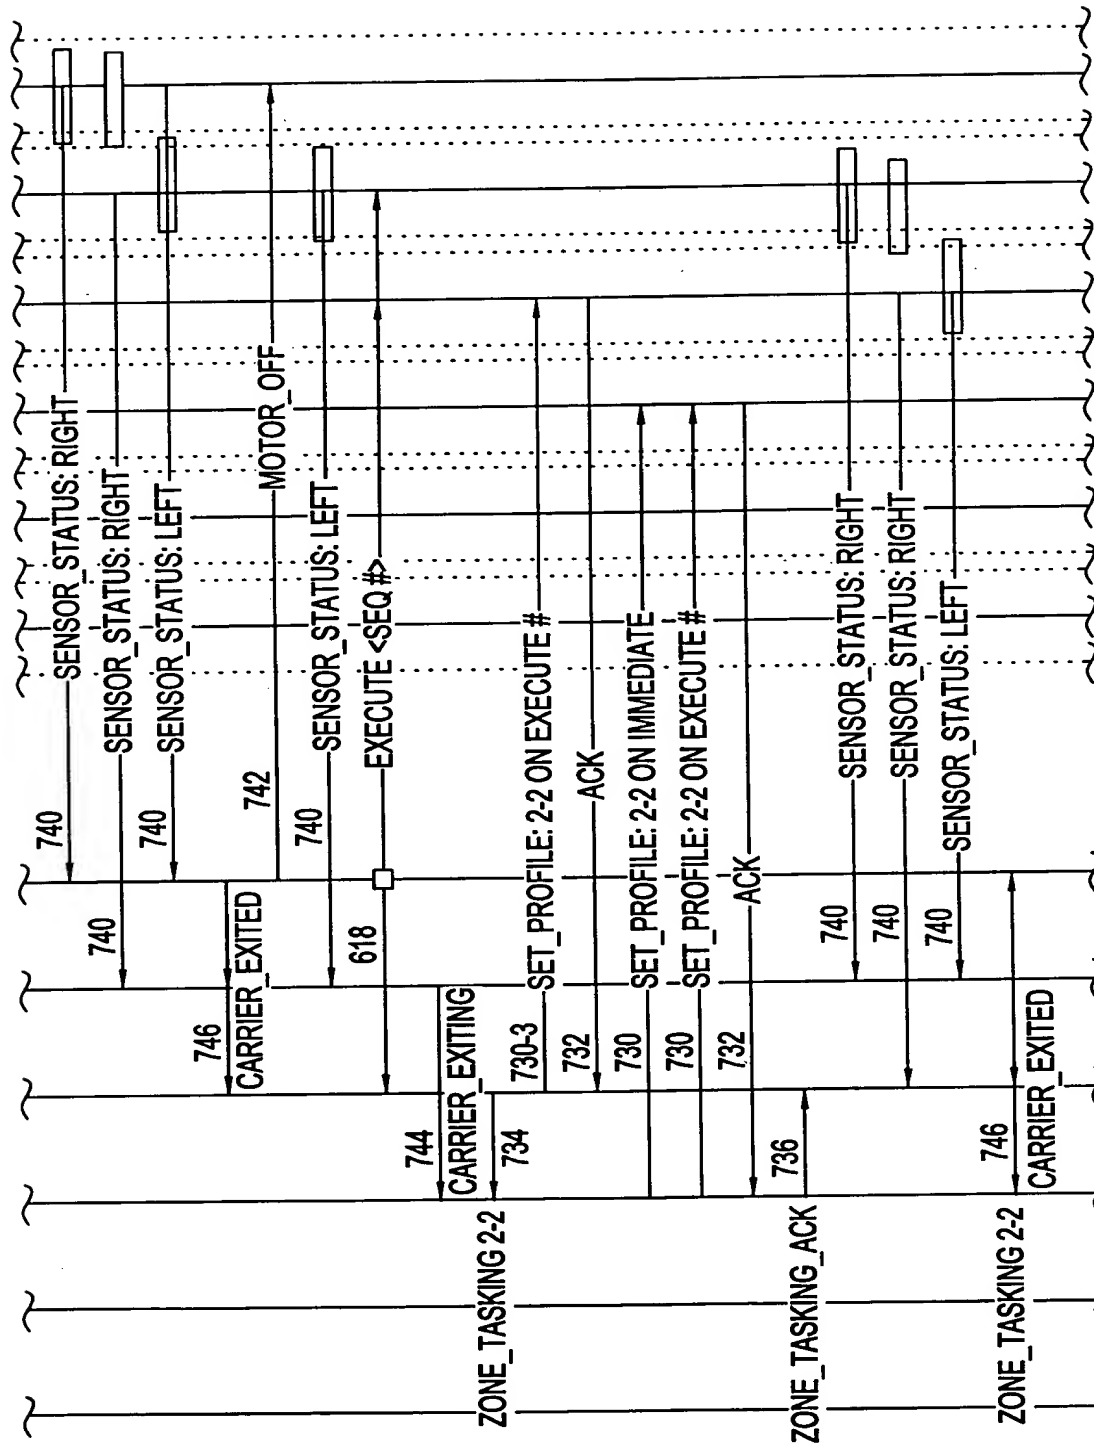 740
SENSOR_STATUS: RIGHT
740
SENSOR_STATUS: RIGHT
740
SENSOR_STATUS: LEFT
746
CARRIER_EXITED
742
MOTOR_OFF
740
SENSOR_STATUS: LEFT
618
EXECUTE <SEQ #>
744
CARRIER_EXITING
734
ZONE_TASKING 2-2
730-3
SET_PROFILE: 2-2 ON EXECUTE #
732
ACK
730
SET_PROFILE: 2-2 ON IMMEDIATE
730
SET_PROFILE: 2-2 ON EXECUTE #
732
ACK
736
ZONE_TASKING_ACK
740
SENSOR_STATUS: RIGHT
740
SENSOR_STATUS: RIGHT
740
SENSOR_STATUS: LEFT
746
CARRIER_EXITED
ZONE_TASKING 2-2